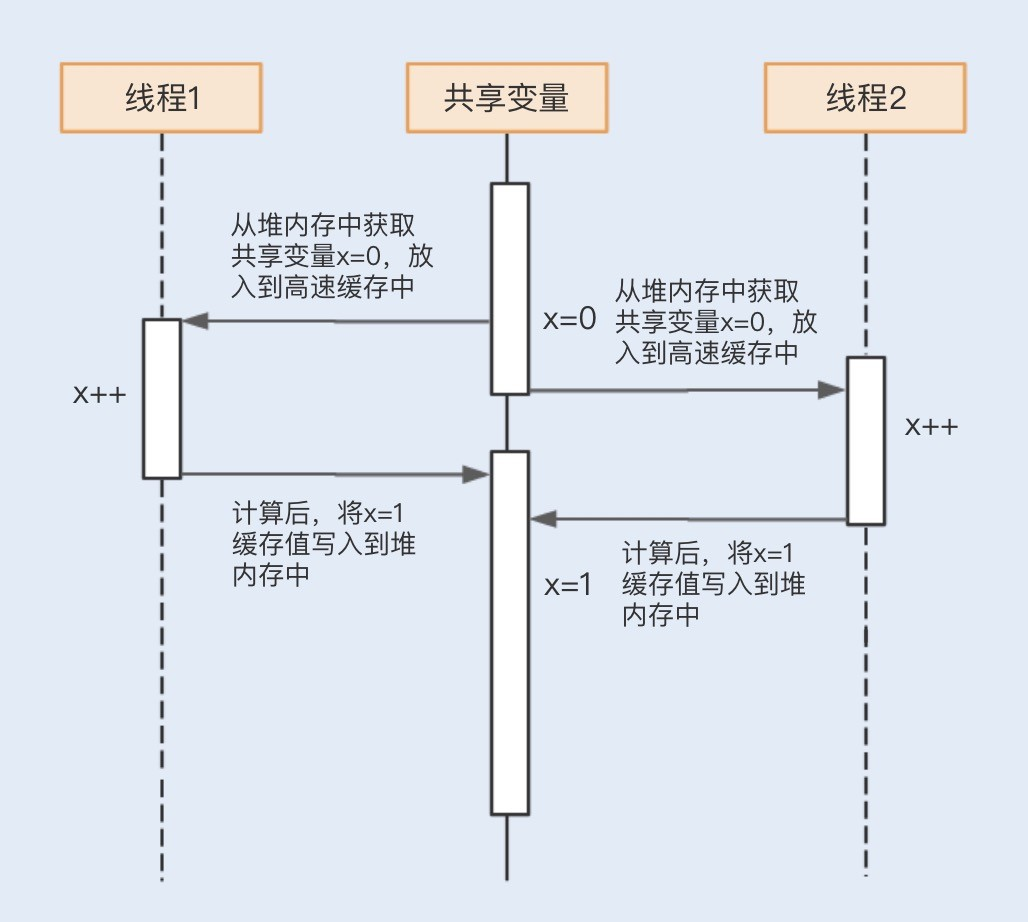 线程1
共享变量
线程2
从堆内存中获取
共享变量x=0，放
入到高速缓存中
x=0
从堆内存中获取
共享变量x=0，放
入到高速缓存中
x++
x++
计算后，将x=1
缓存值写入到堆
内存中
x=1
计算后，将x=1
缓存值写入到堆
内存中